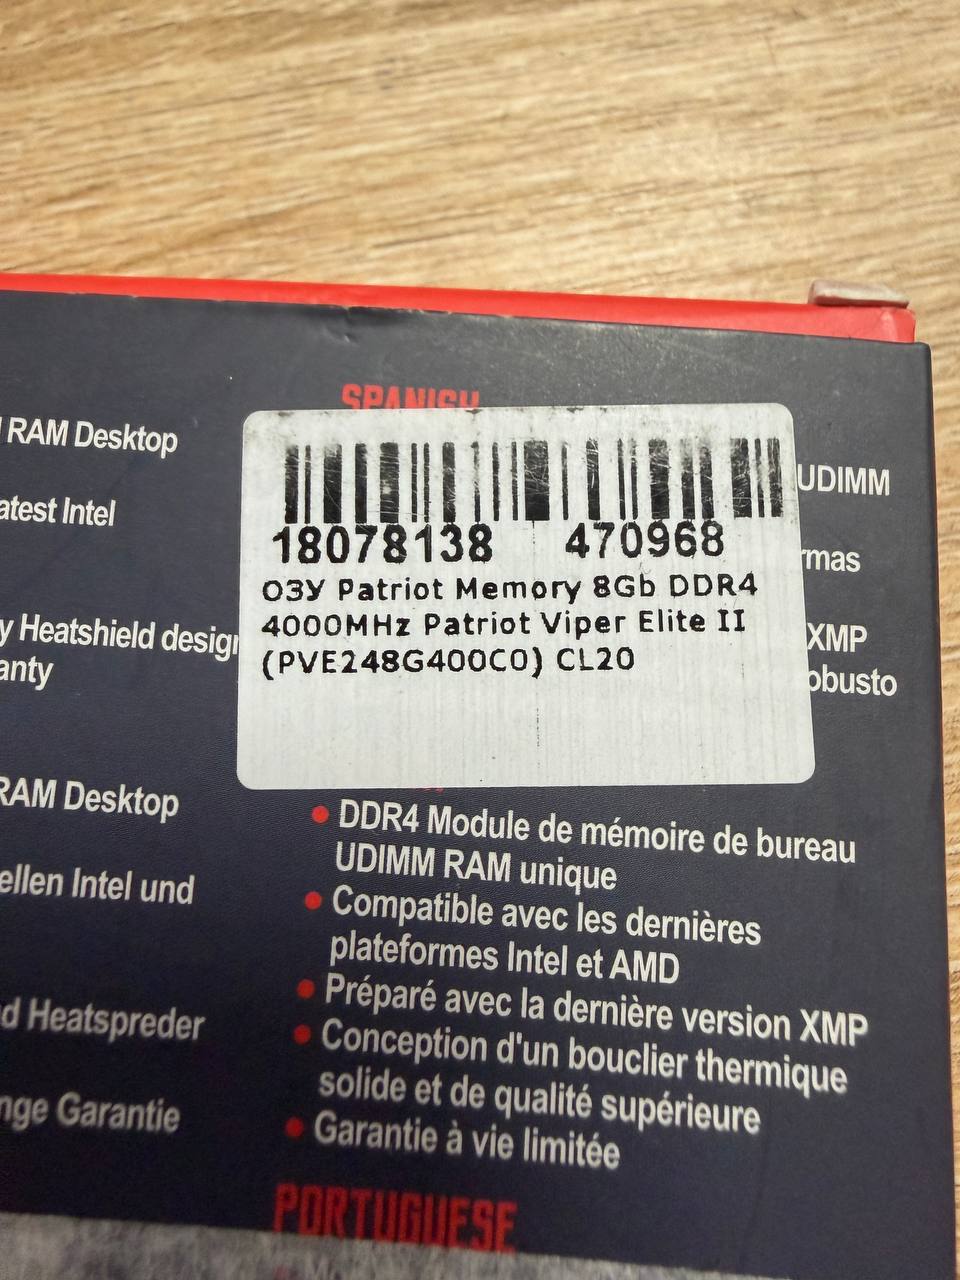 RAM Desktop
atest Intel
y Heatshield design
anty
RAM Desktop
ellen Intel und
d Heatspreder
nge Garantie
SPANISH
18078138 470968
ОЗУ Patriot Memory 8Gb DDR4
4000MHz Patriot Viper Elite II
(PVE248G400C0) CL20
UDIMM
rmas
XMP
obusto
• DDR4 Module de mémoire de bureau
UDIMM RAM unique
• Compatible avec les dernières
plateformes Intel et AMD
• Préparé avec la dernière version XMP
• Conception d'un bouclier thermique
solide et de qualité supérieure
• Garantie à vie limitée
PORTUGUESE